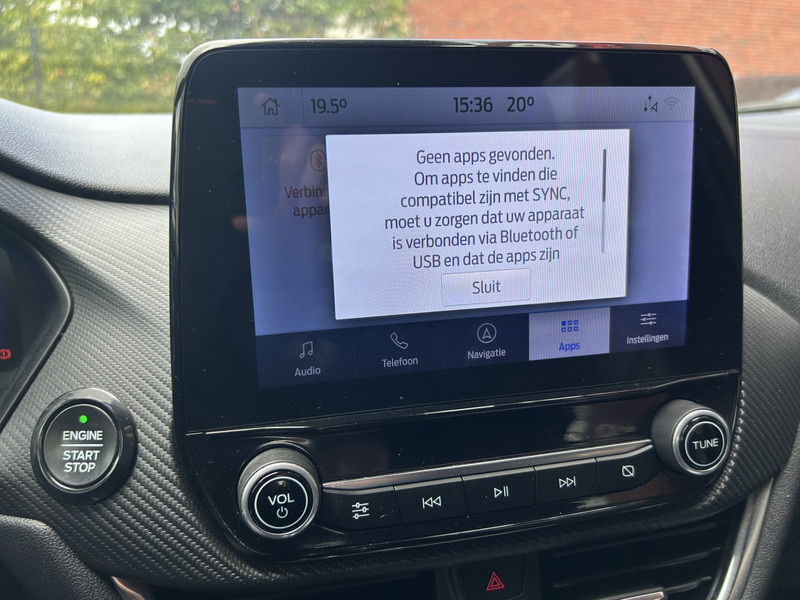 19.5°
15:36 20°
Geen apps gevonden.
Om apps te vinden die
compatibel zijn met SYNC,
moet u zorgen dat uw apparaat
is verbonden via Bluetooth of
USB en dat de apps zijn
Sluit
Audio
Telefoon
Navigatie
Apps
Instellingen
ENGINE
START
STOP
VOL
TUNE